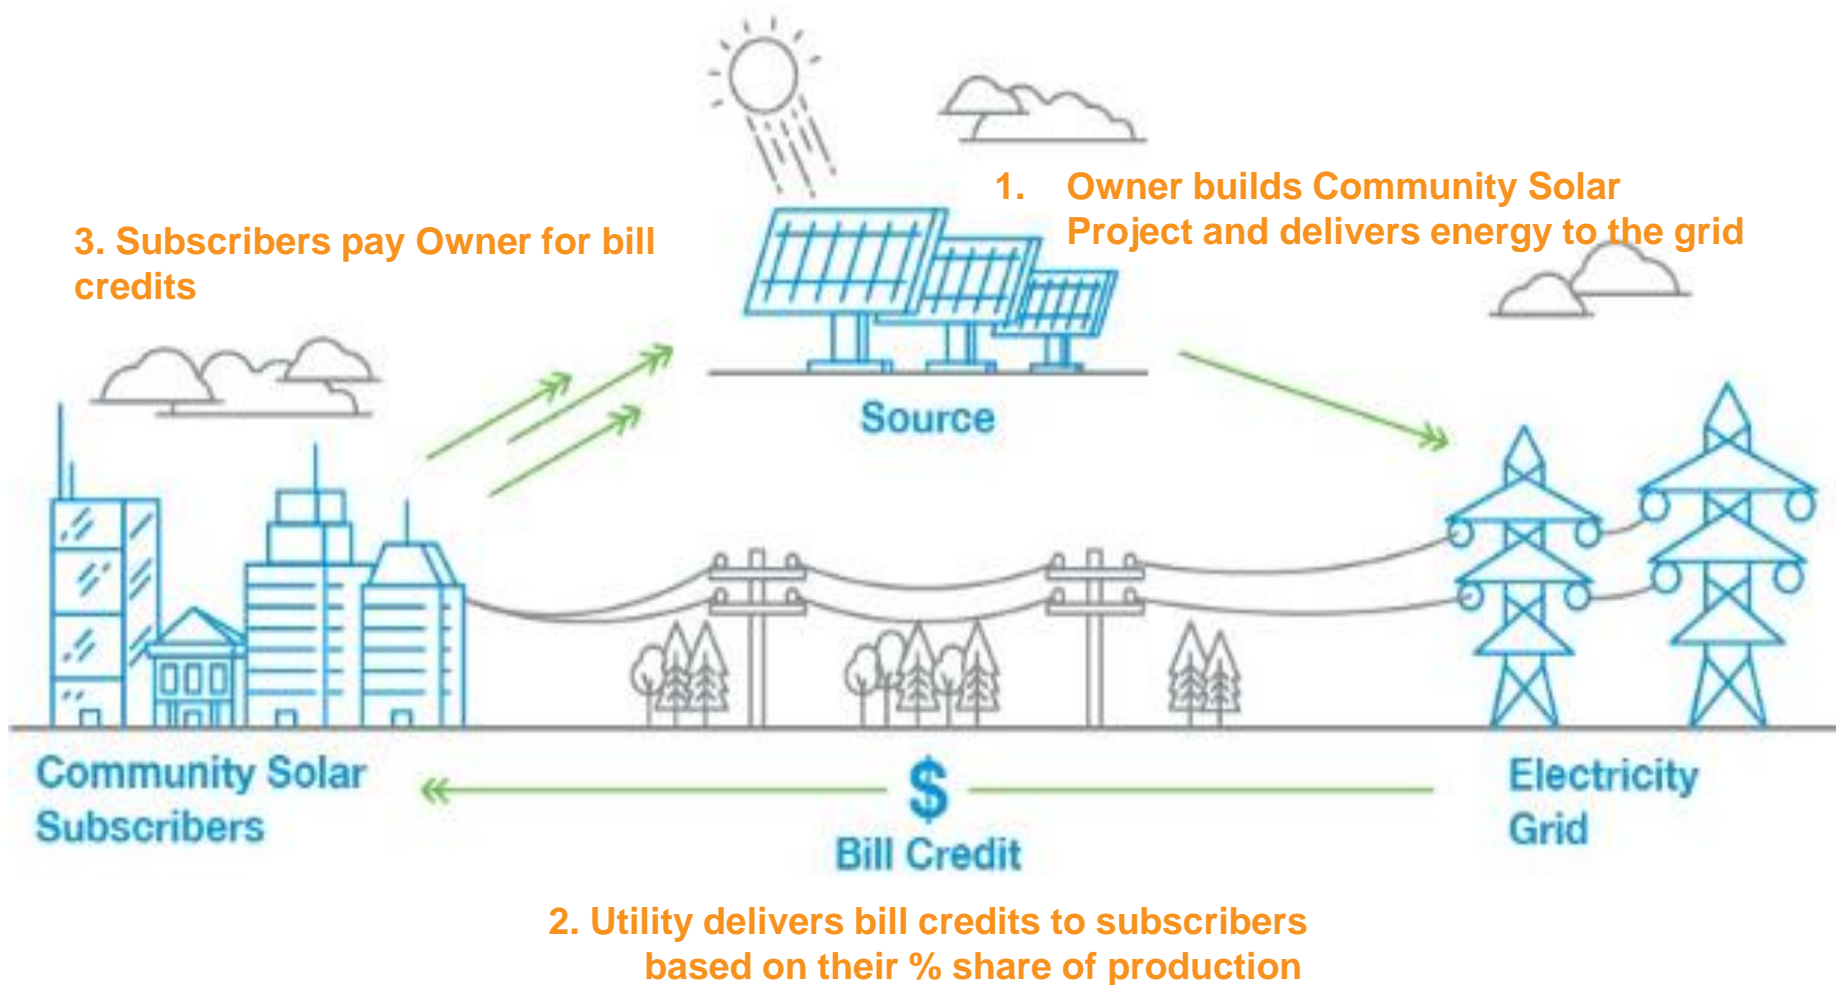 1. Owner builds Community Solar
Project and delivers energy to the grid
3. Subscribers pay Owner for bill
credits
Source
Community Solar
Subscribers
$
Bill Credit
Electricity
Grid
2. Utility delivers bill credits to subscribers
based on their % share of production